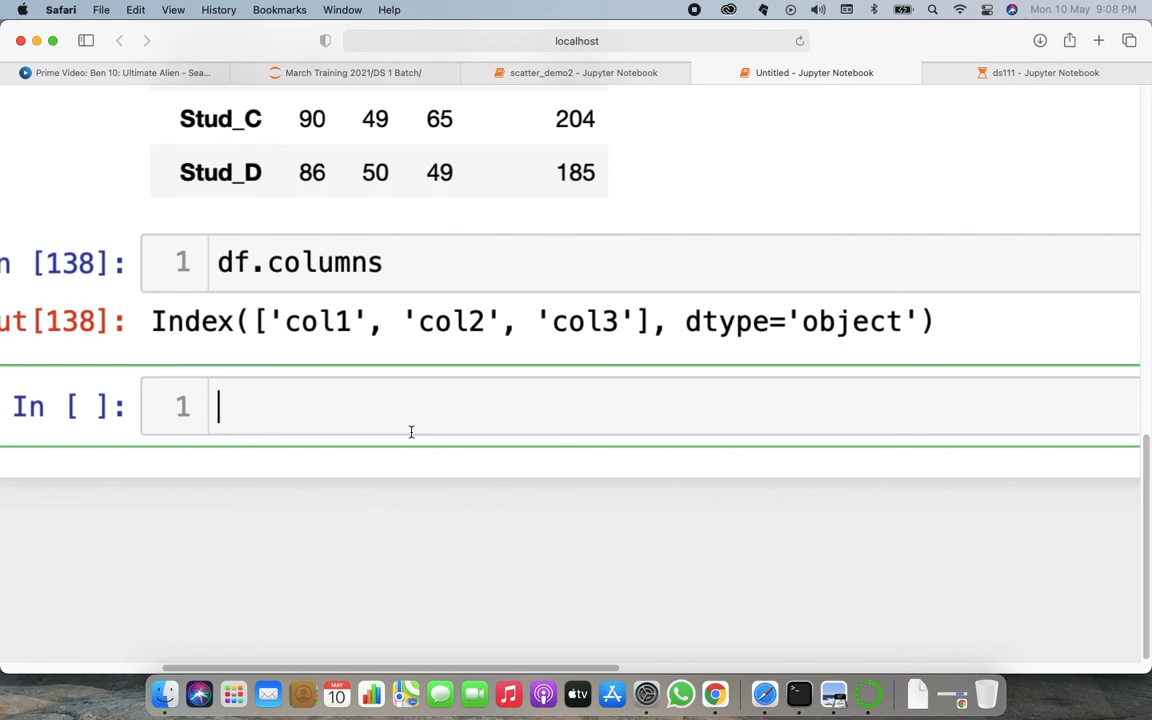 Safari File Edit View History Bookmarks Window Help Mon 10 May 9:08 PM
localhost
Prime Video: Ben 10: Ultimate Alien - Sea... March Training 2021/DS 1 Batch/ scatter_demo2 - Jupyter Notebook Untitled - Jupyter Notebook ds111 - Jupyter Notebook
Stud_C 90 49 65 204
Stud_D 86 50 49 185
n [138]: 1 df.columns
ut[138]: Index(['col1', 'col2', 'col3'], dtype='object')
In [ ]: 1
MAY
10
tv